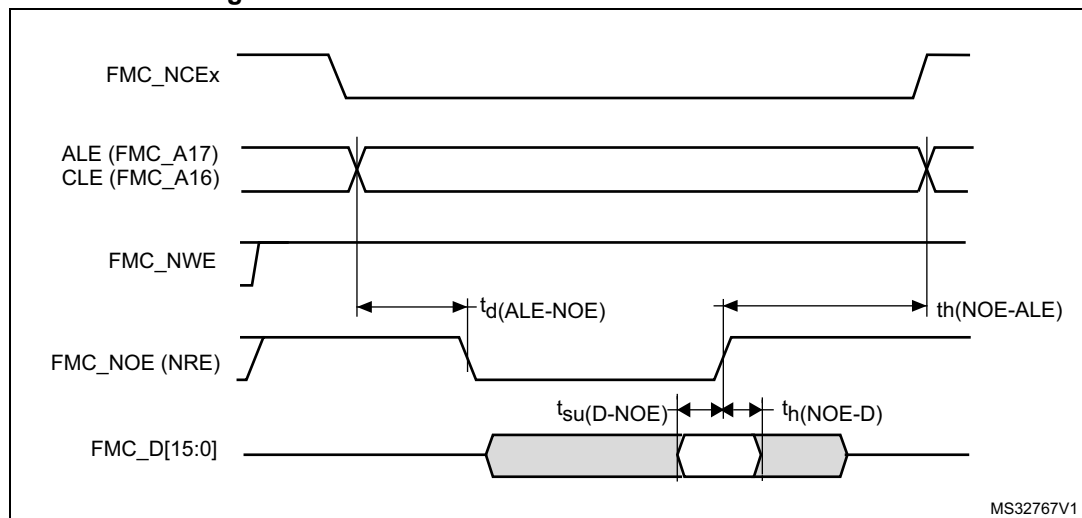 FMC_NCEx
ALE (FMC_A17)
CLE (FMC_A16)
FMC_NWE
td(ALE-NOE)
th(NOE-ALE)
FMC_NOE (NRE)
tsu(D-NOE)
th(NOE-D)
FMC_D[15:0]
MS32767V1